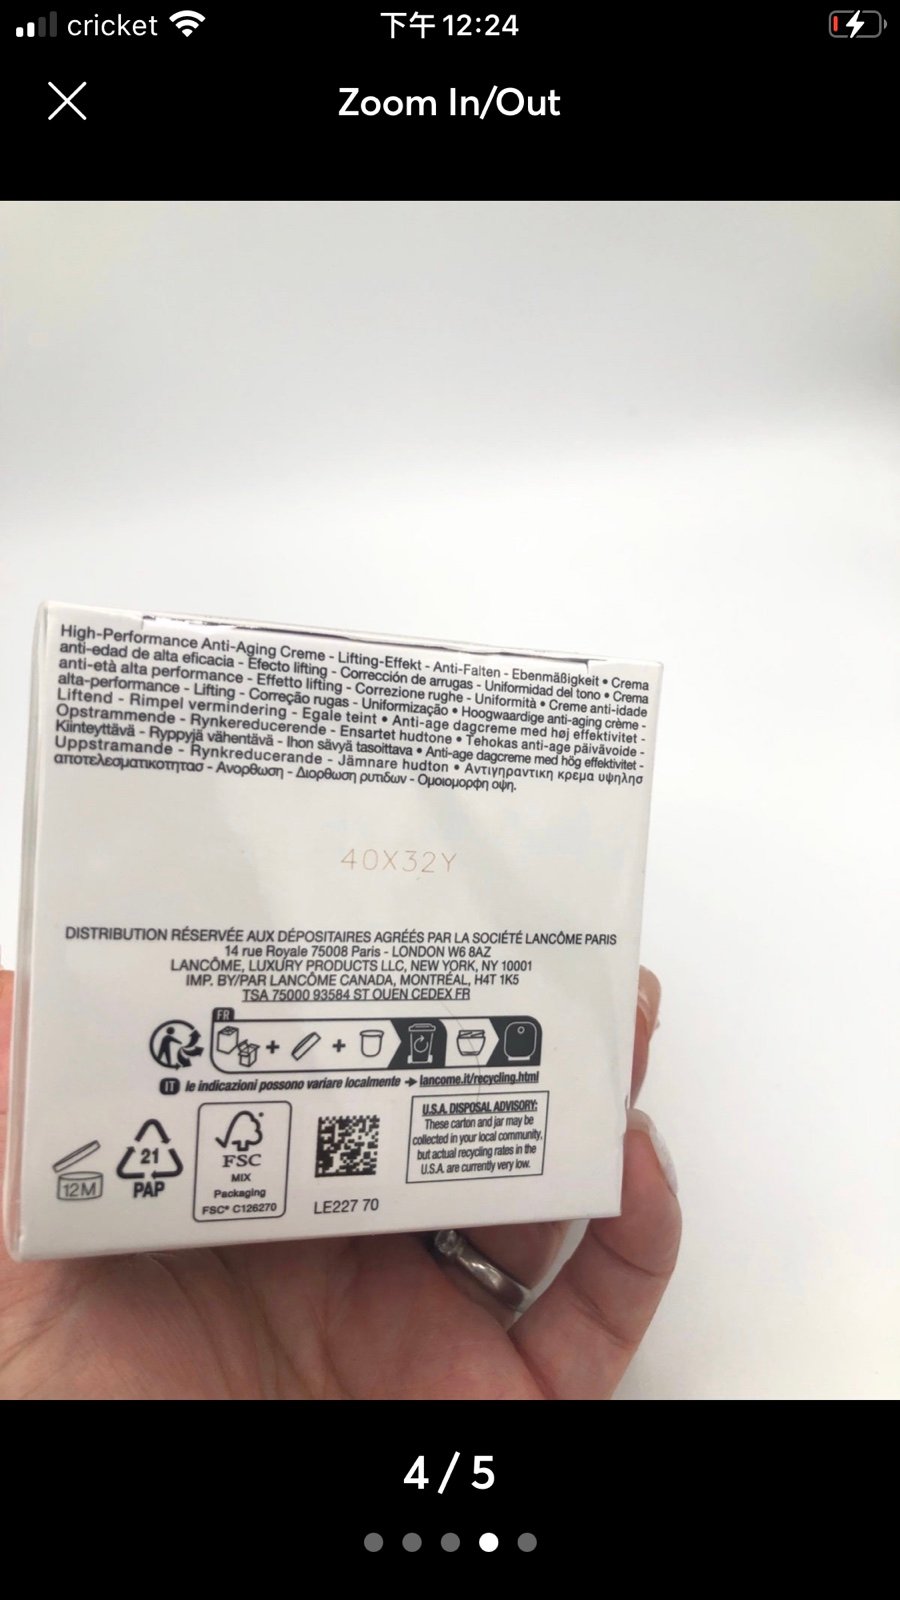 cricket
下午12:24
Zoom In/Out
High-Performance Anti-Aging Creme - Lifting-Effekt - Anti-Falten - Ebenmäßigkeit • Crema
anti-edad de alta eficacia - Efecto lifting - Corrección de arrugas - Uniformidad del tono • Crema
anti-età alta performance - Effetto lifting - Correzione rughe - Uniformità • Creme anti-idade
alta-performance - Lifting - Correção rugas - Uniformização • Hoogwaardige anti-aging crème -
Liftend - Rimpel vermindering - Egale teint • Anti-age dagcreme med høj effektivitet -
Opstrammende - Rynkereducerende - Ensartet hudtone • Tehokas anti-age päivävoide -
Kiinteyttävä - Ryppyjä vähentävä - Ihon sävyä tasoittava • Anti-age dagcreme med hög effektivitet -
Uppstramande - Rynkreducerande - Jämnare hudton • Αντιγηραντικη κρεμα υψηλησ
αποτελεσματικοτητασ - Ανορθωση - Διορθωση ρυτιδων - Ομοιομορφη οψη.
40X32Y
DISTRIBUTION RÉSERVÉE AUX DÉPOSITAIRES AGRÉÉS PAR LA SOCIÉTÉ LANCÔME PARIS
14 rue Royale 75008 Paris - LONDON W6 8AZ
LANCÔME, LUXURY PRODUCTS LLC, NEW YORK, NY 10001
IMP. BY/PAR LANCÔME CANADA, MONTRÉAL, H4T 1K5
TSA 75000 93584 ST OUEN CEDEX FR
FR
+ +
IT le indicazioni possono variare localmente → lancome.it/recycling.html
12M
21
PAP
FSC
MIX
Packaging
FSC® C126270
LE227 70
U.S.A. DISPOSAL ADVISORY:
These carton and jar may be
collected in your local community,
but actual recycling rates in the
U.S.A. are currently very low.
4 / 5